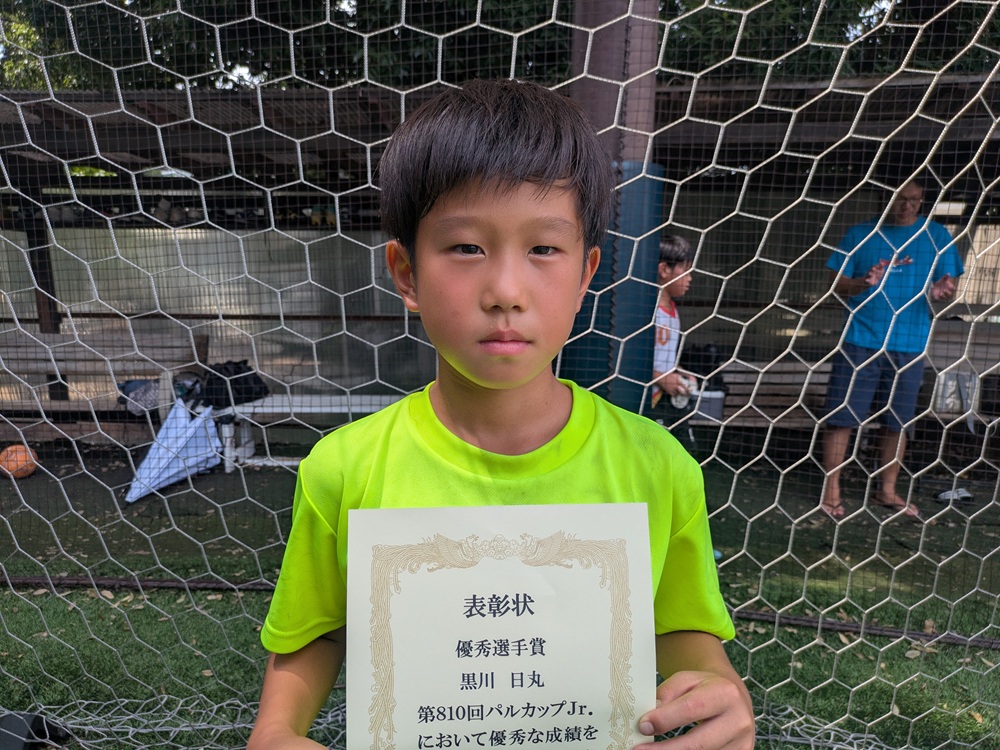 表彰状
優秀選手賞
黒川 日丸
第810回パルカップJr.
において優秀な成績を